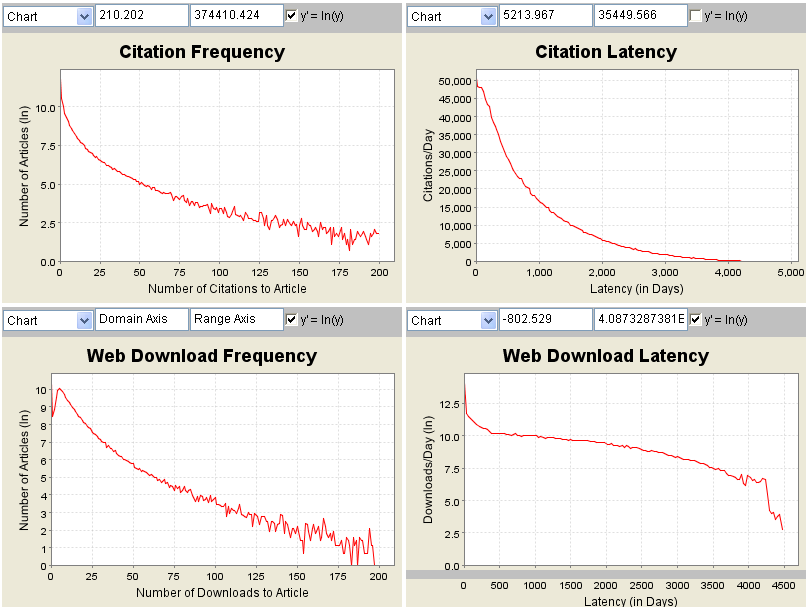 Chart 210.202 374410.424 y' = ln(y)
Citation Frequency
Number of Articles (ln)
10.0
7.5
5.0
2.5
0.0
0 25 50 75 100 125 150 175 200
Number of Citations to Article
Chart 5213.967 35449.566 y' = ln(y)
Citation Latency
Citations/Day
50,000
45,000
40,000
35,000
30,000
25,000
20,000
15,000
10,000
5,000
0
0 1,000 2,000 3,000 4,000 5,000
Latency (in Days)
Chart Domain Axis Range Axis y' = ln(y)
Web Download Frequency
Number of Articles (ln)
10
9
8
7
6
5
4
3
2
1
0
0 25 50 75 100 125 150 175 200
Number of Downloads to Article
Chart -802.529 4.0873287381E y' = ln(y)
Web Download Latency
Downloads/Day (ln)
12.5
10.0
7.5
5.0
2.5
0.0
0 500 1000 1500 2000 2500 3000 3500 4000 4500
Latency (in Days)